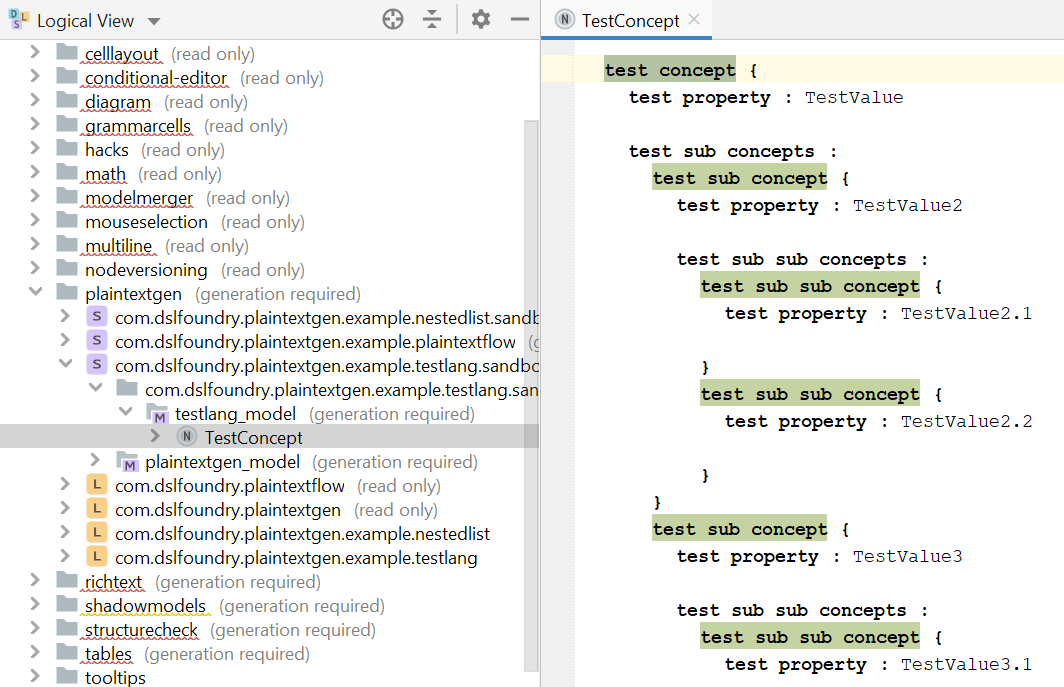 Logical View
celllayout (read only)
conditional-editor (read only)
diagram (read only)
grammarcells (read only)
hacks (read only)
math (read only)
modelmerger (read only)
mouseselection (read only)
multiline (read only)
nodeversioning (read only)
plaintextgen (generation required)
S com.dslfoundry.plaintextgen.example.nestedlist.sandb
S com.dslfoundry.plaintextgen.example.plaintextflow (g
S com.dslfoundry.plaintextgen.example.testlang.sandbo
com.dslfoundry.plaintextgen.example.testlang.san
M testlang_model (generation required)
N TestConcept
M plaintextgen_model (generation required)
L com.dslfoundry.plaintextflow (read only)
L com.dslfoundry.plaintextgen (read only)
L com.dslfoundry.plaintextgen.example.nestedlist
L com.dslfoundry.plaintextgen.example.testlang
richtext (generation required)
shadowmodels (generation required)
structurecheck (generation required)
tables (generation required)
tooltips
N TestConcept
test concept {
test property : TestValue
test sub concepts :
test sub concept {
test property : TestValue2
test sub sub concepts :
test sub sub concept {
test property : TestValue2.1
}
test sub sub concept {
test property : TestValue2.2
}
}
test sub concept {
test property : TestValue3
test sub sub concepts :
test sub sub concept {
test property : TestValue3.1